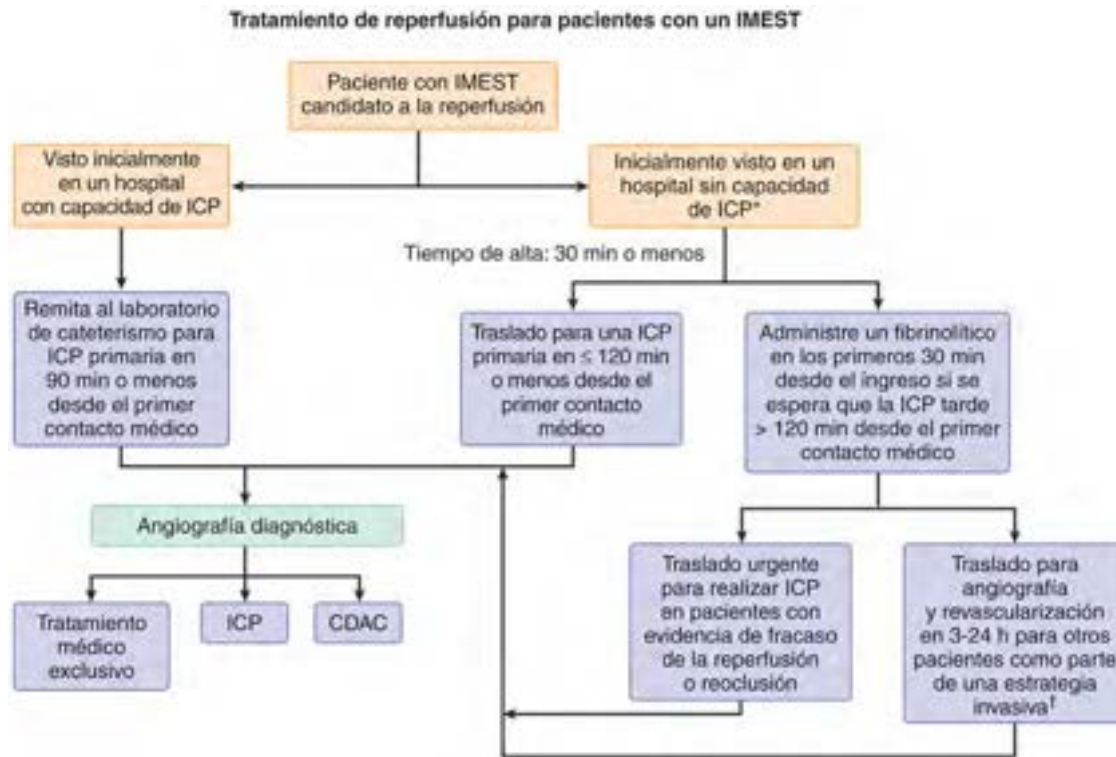 Tratamiento de reperfusión para pacientes con un IMEST
Paciente con IMEST
candidato a la reperfusión
Visto inicialmente
en un hospital
con capacidad de ICP
Inicialmente visto en un
hospital sin capacidad
de ICP*
Tiempo de alta: 30 min o menos
Remita al laboratorio
de cateterismo para
ICP primaria en
90 min o menos
desde el primer
contacto médico
Traslado para una ICP
primaria en ≤ 120 min
o menos desde el
primer contacto
médico
Administre un fibrinolítico
en los primeros 30 min
desde el ingreso si se
espera que la ICP tarde
> 120 min desde el primer
contacto médico
Angiografía diagnóstica
Tratamiento
médico
exclusivo
ICP
CDAC
Traslado urgente
para realizar ICP
en pacientes con
evidencia de fracaso
de la reperfusión
o reoclusión
Traslado para
angiografía
y revascularización
en 3-24 h para otros
pacientes como parte
de una estrategia
invasiva†